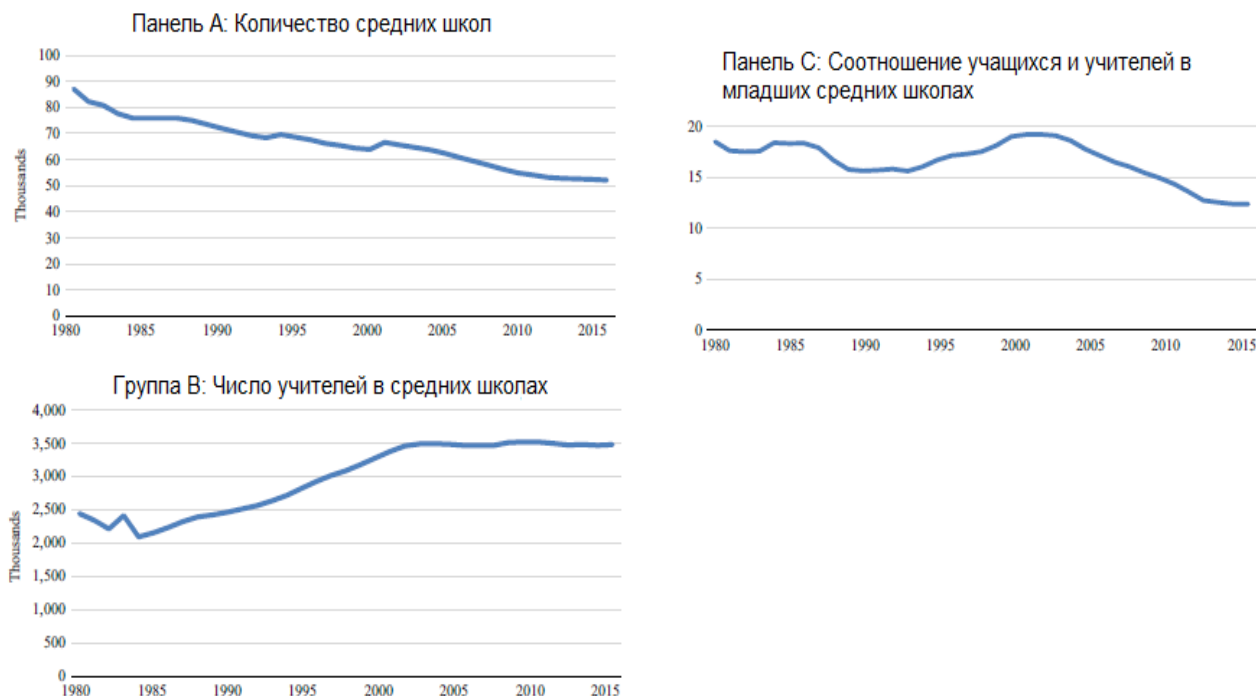 Панель A: Количество средних школ
100
90
80
70
60
50
40
30
20
10
0
Thousands
1980 1985 1990 1995 2000 2005 2010 2015
Панель C: Соотношение учащихся и учителей в
младших средних школах
20
15
10
5
0
1980 1985 1990 1995 2000 2005 2010 2015
Группа B: Число учителей в средних школах
4,000
3,500
3,000
2,500
2,000
1,500
1,000
500
0
Thousands
1980 1985 1990 1995 2000 2005 2010 2015